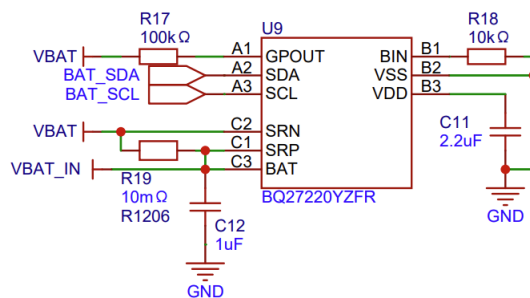 R17
100kΩ
U9
R18
10kΩ
VBAT
A1
GPOUT
BIN
B1
BAT_SDA
A2
SDA
VSS
B2
BAT_SCL
A3
SCL
VDD
B3
C11
2.2uF
VBAT
C2
SRN
C1
SRP
VBAT_IN
C3
BAT
R19
10mΩ
R1206
BQ27220YZFR
C12
1uF
GND
GND